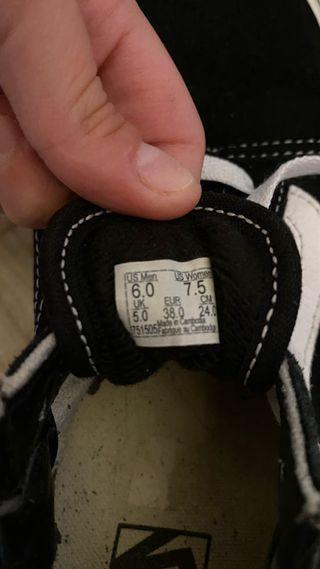 US Men US Women
6.0 7.5
UK EUR CM
5.0 38.0 24.0
751505 Made in Cambodia
Fabriqué au Cambodge